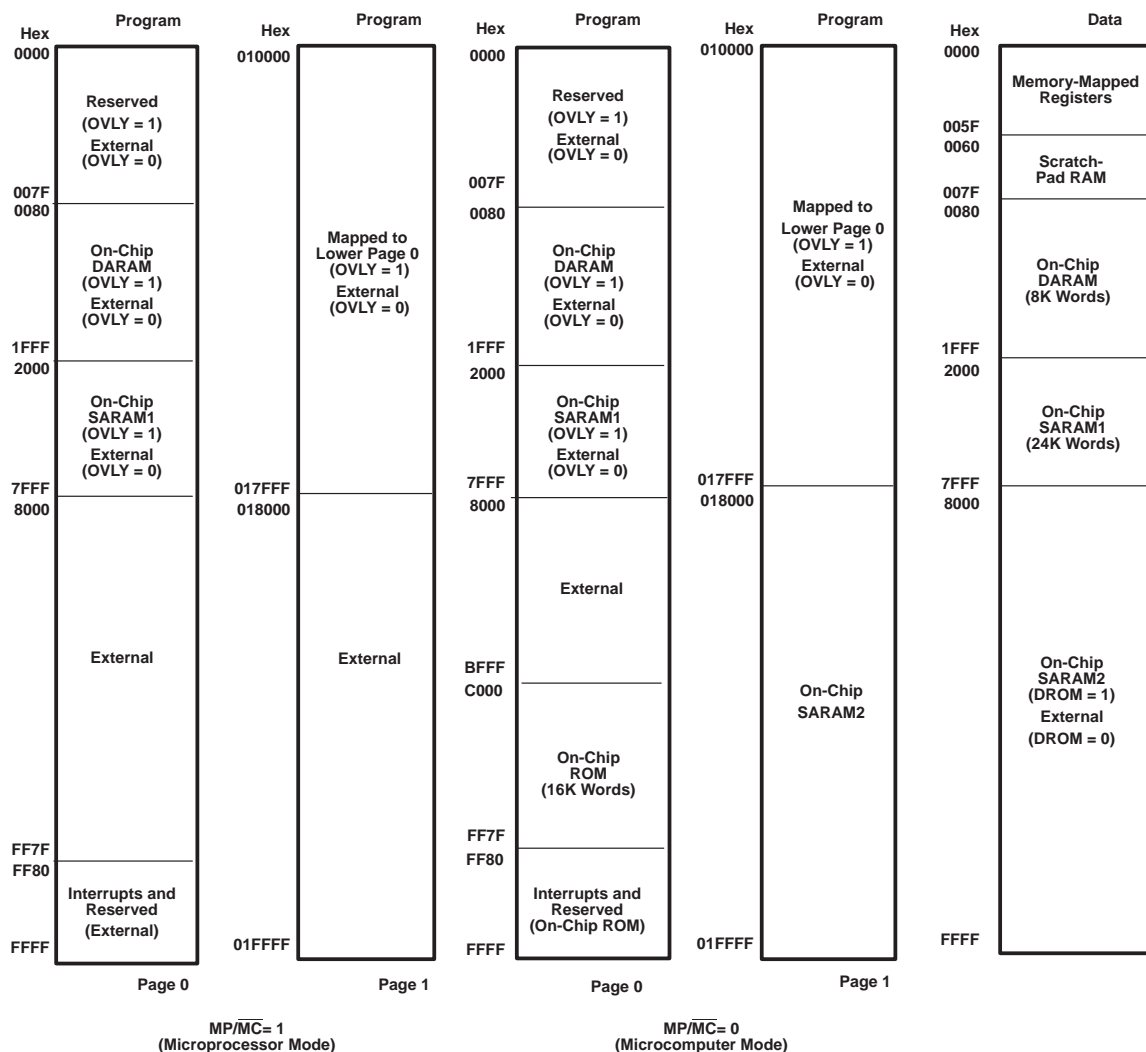 Program
Hex
0000
Reserved
(OVLY = 1)
External
(OVLY = 0)
007F
0080
On-Chip
DARAM
(OVLY = 1)
External
(OVLY = 0)
1FFF
2000
On-Chip
SARAM1
(OVLY = 1)
External
(OVLY = 0)
7FFF
8000
External
FF7F
FF80
Interrupts and
Reserved
(External)
FFFF
Page 0
Program
Hex
010000
Mapped to
Lower Page 0
(OVLY = 1)
External
(OVLY = 0)
017FFF
018000
External
01FFFF
Page 1
MP/MC= 1
(Microprocessor Mode)
Program
Hex
0000
Reserved
(OVLY = 1)
External
(OVLY = 0)
007F
0080
On-Chip
DARAM
(OVLY = 1)
External
(OVLY = 0)
1FFF
2000
On-Chip
SARAM1
(OVLY = 1)
External
(OVLY = 0)
7FFF
8000
External
BFFF
C000
On-Chip
ROM
(16K Words)
FF7F
FF80
Interrupts and
Reserved
(On-Chip ROM)
FFFF
Page 0
Program
Hex
010000
Mapped to
Lower Page 0
(OVLY = 1)
External
(OVLY = 0)
017FFF
018000
On-Chip
SARAM2
01FFFF
Page 1
MP/MC= 0
(Microcomputer Mode)
Data
Hex
0000
Memory-Mapped
Registers
005F
0060
Scratch-
Pad RAM
007F
0080
On-Chip
DARAM
(8K Words)
1FFF
2000
On-Chip
SARAM1
(24K Words)
7FFF
8000
On-Chip
SARAM2
(DROM = 1)
External
(DROM = 0)
FFFF